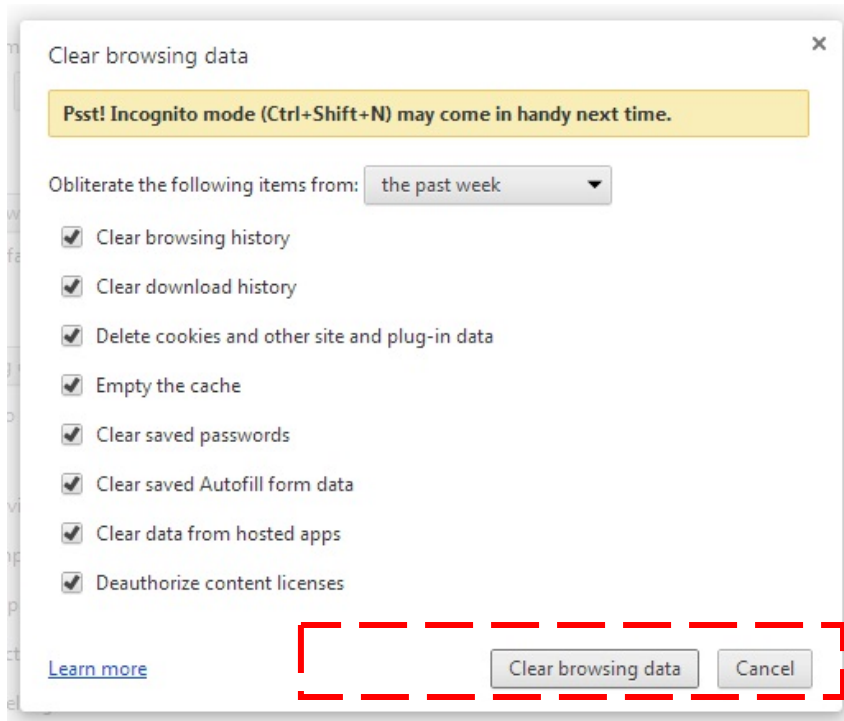 Clear browsing data
Psst! Incognito mode (Ctrl+Shift+N) may come in handy next time.
Obliterate the following items from: the past week
Clear browsing history
Clear download history
Delete cookies and other site and plug-in data
Empty the cache
Clear saved passwords
Clear saved Autofill form data
Clear data from hosted apps
Deauthorize content licenses
Learn more Clear browsing data Cancel